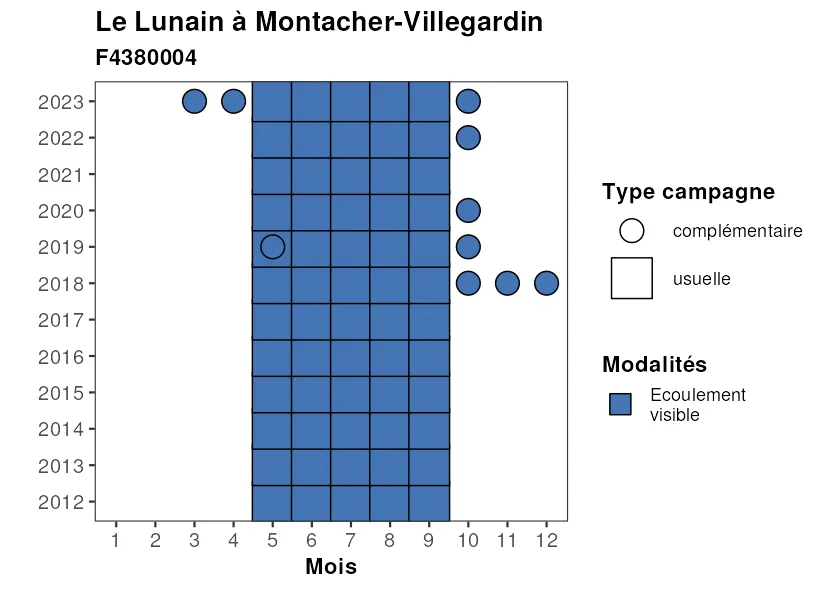 Le Lunain à Montacher-Villegardin
F4380004
2023
2022
2021
2020
2019
2018
2017
2016
2015
2014
2013
2012
1 2 3 4 5 6 7 8 9 10 11 12
Mois
Type campagne
complémentaire
usuelle
Modalités
Ecoulement
visible